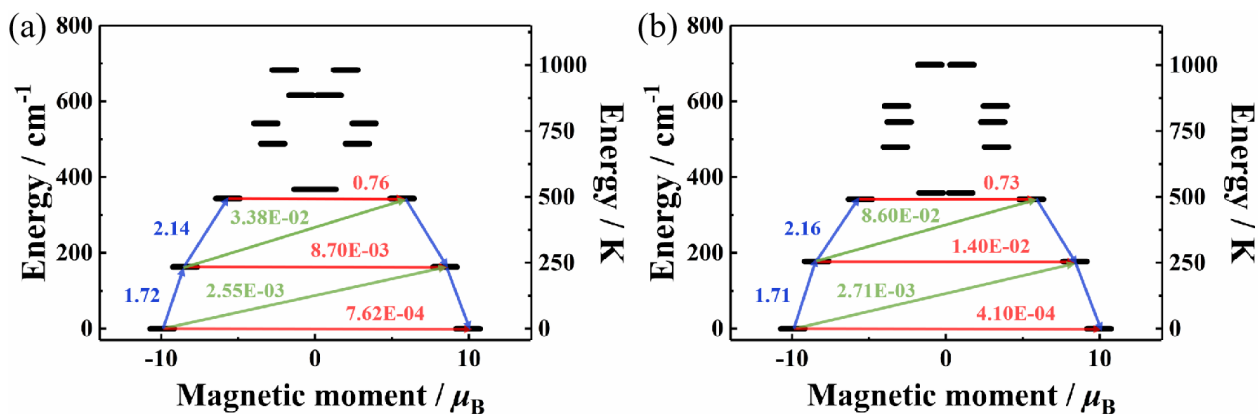 (a)
800
600
400
200
0
Energy / cm⁻¹
1000
750
500
250
0
Energy / K
0.76
2.14
3.38E-02
8.70E-03
1.72
2.55E-03
7.62E-04
-10
0
10
Magnetic moment / μB
(b)
800
600
400
200
0
Energy / cm⁻¹
1000
750
500
250
0
Energy / K
0.73
2.16
8.60E-02
1.40E-02
1.71
2.71E-03
4.10E-04
-10
0
10
Magnetic moment / μB